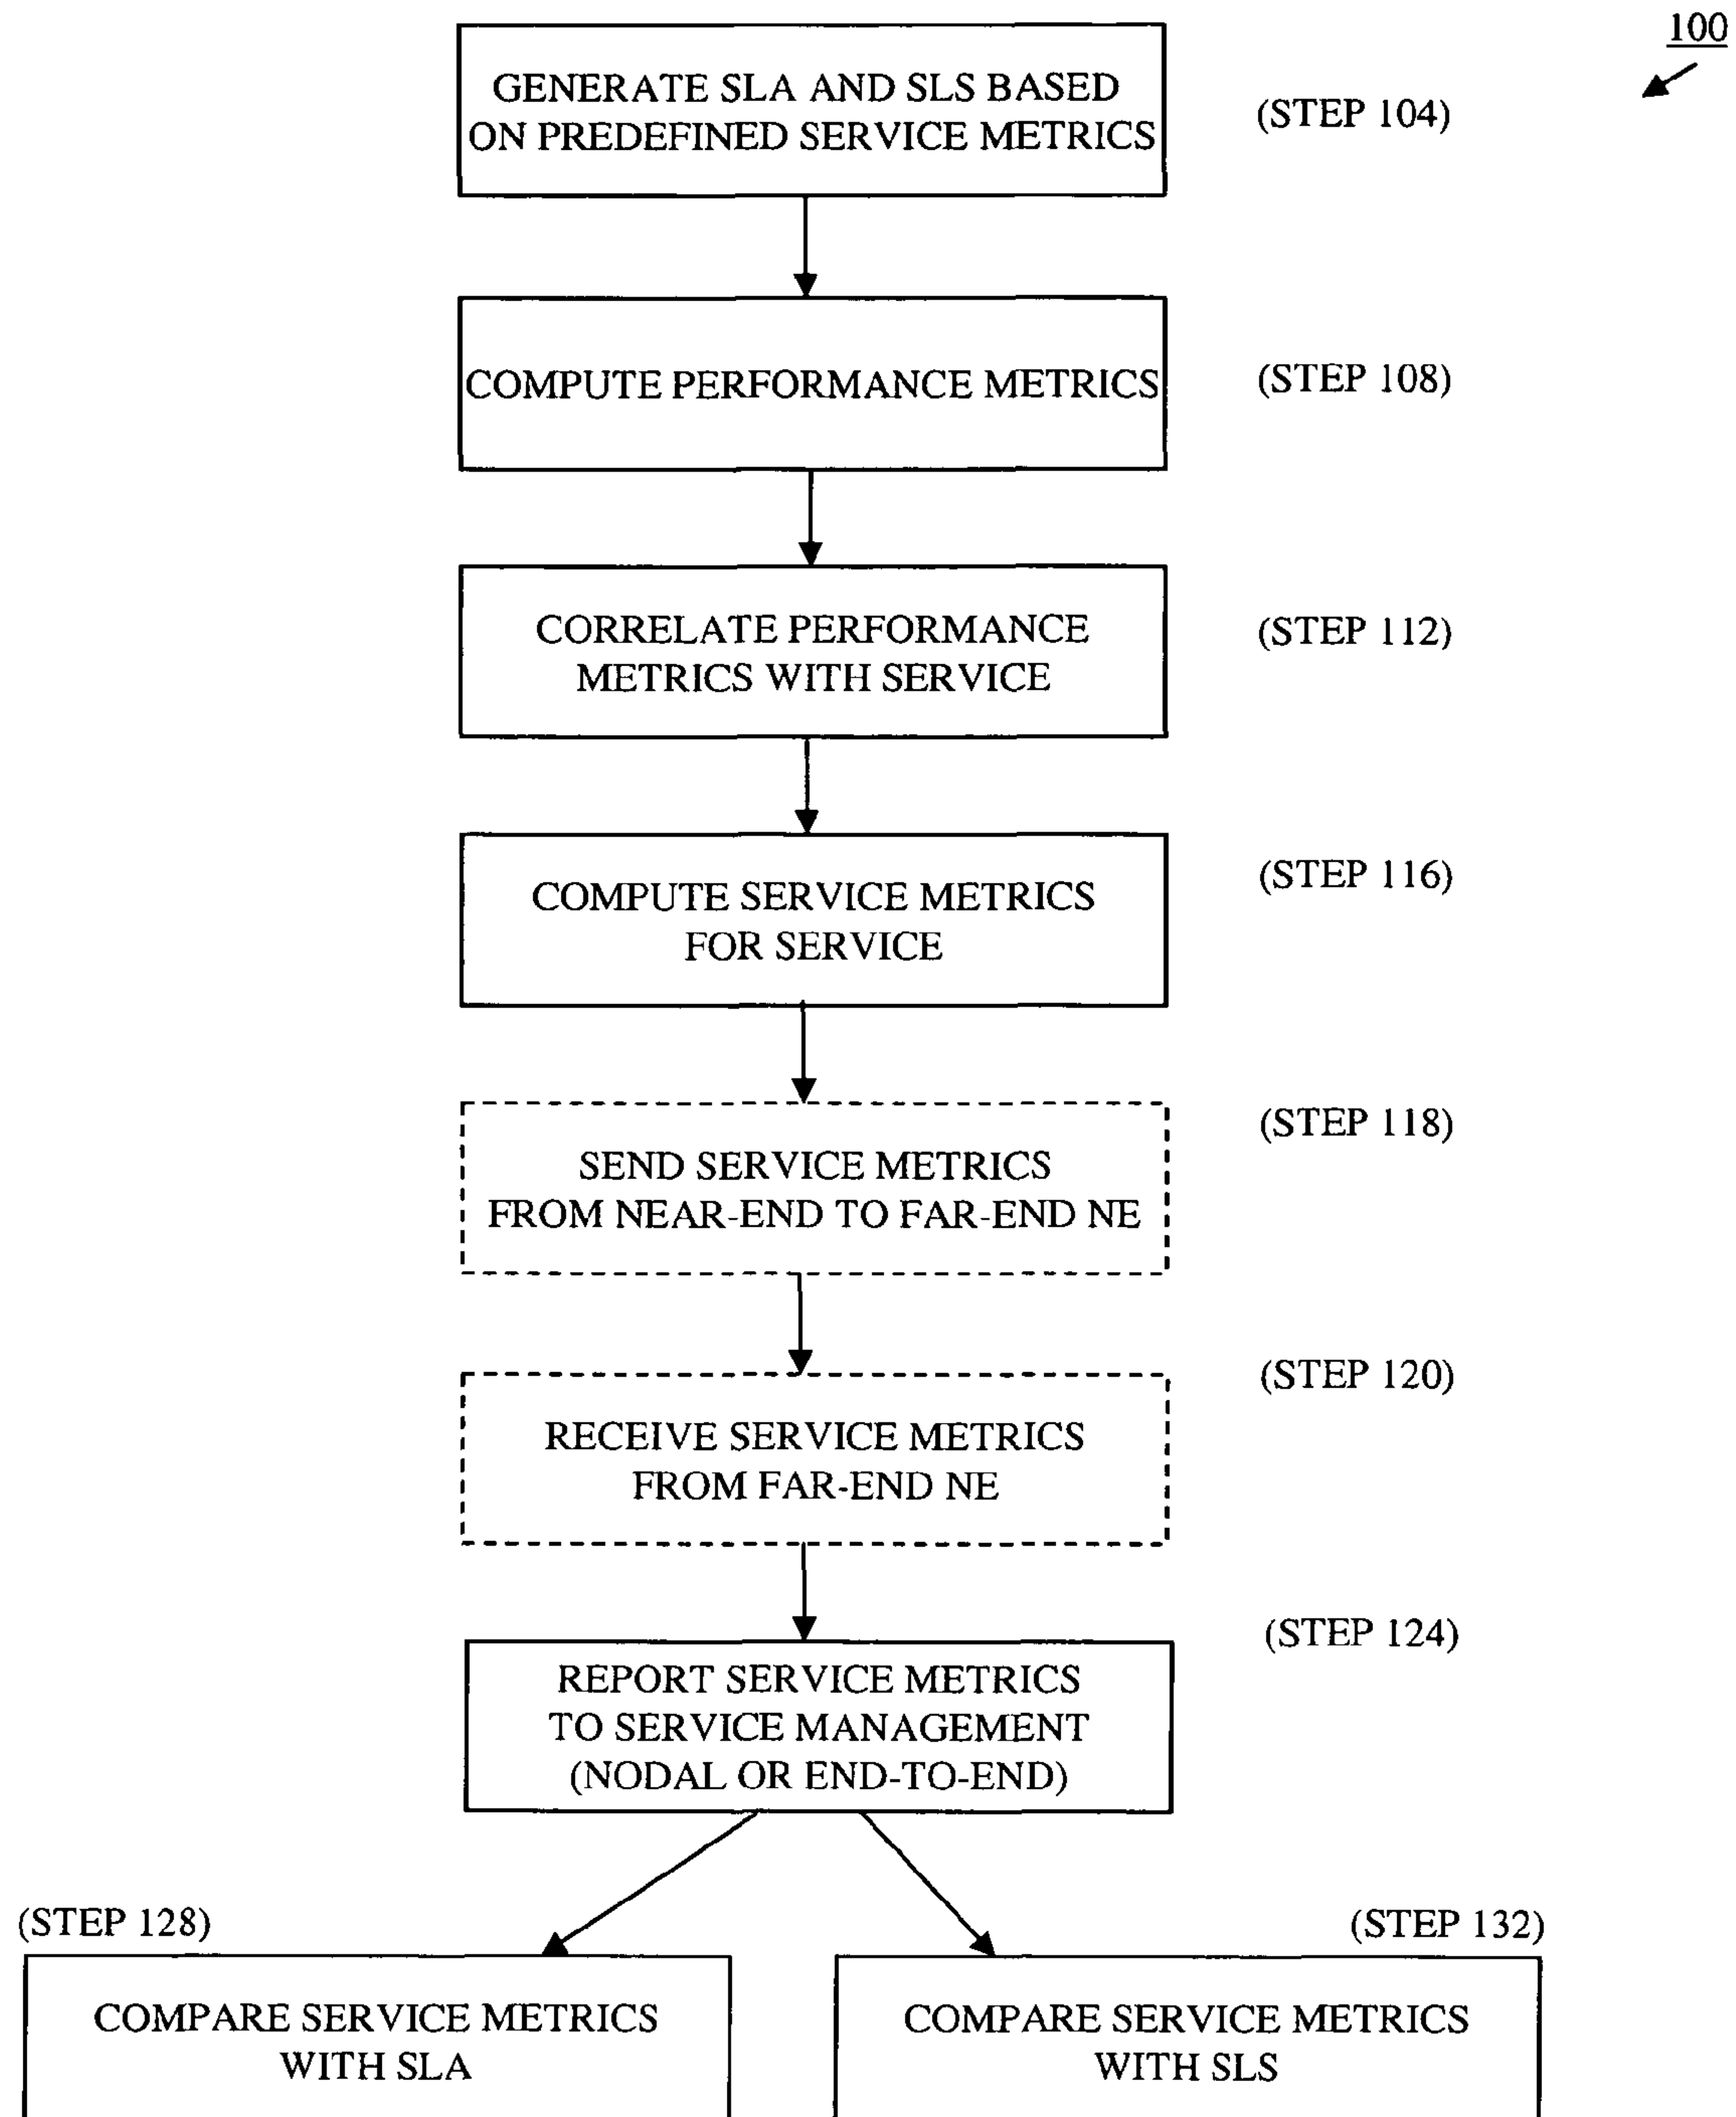 100
GENERATE SLA AND SLS BASED
ON PREDEFINED SERVICE METRICS
(STEP 104)
COMPUTE PERFORMANCE METRICS
(STEP 108)
CORRELATE PERFORMANCE
METRICS WITH SERVICE
(STEP 112)
COMPUTE SERVICE METRICS
FOR SERVICE
(STEP 116)
SEND SERVICE METRICS
FROM NEAR-END TO FAR-END NE
(STEP 118)
RECEIVE SERVICE METRICS
FROM FAR-END NE
(STEP 120)
REPORT SERVICE METRICS
TO SERVICE MANAGEMENT
(NODAL OR END-TO-END)
(STEP 124)
(STEP 128)
COMPARE SERVICE METRICS
WITH SLA
(STEP 132)
COMPARE SERVICE METRICS
WITH SLS